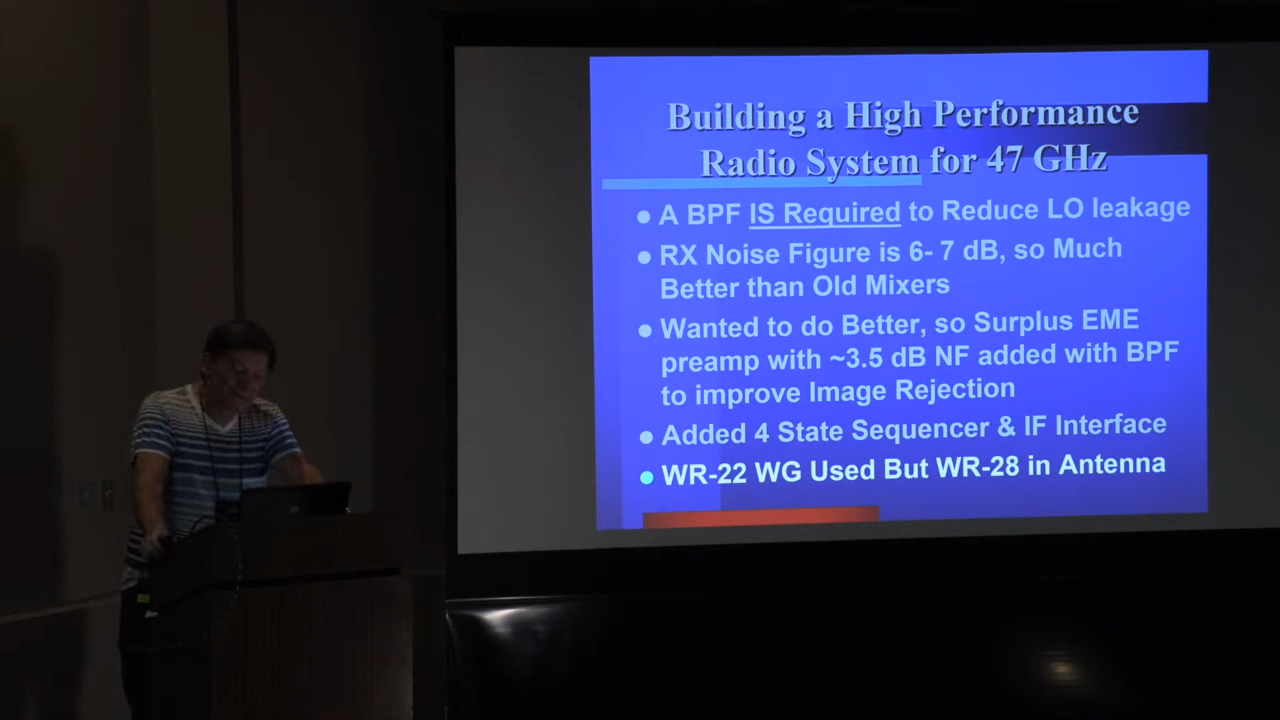 Building a High Performance
Radio System for 47 GHz
● A BPF IS Required to Reduce LO leakage
● RX Noise Figure is 6- 7 dB, so Much
Better than Old Mixers
● Wanted to do Better, so Surplus EME
preamp with ~3.5 dB NF added with BPF
to improve Image Rejection
● Added 4 State Sequencer & IF Interface
● WR-22 WG Used But WR-28 in Antenna